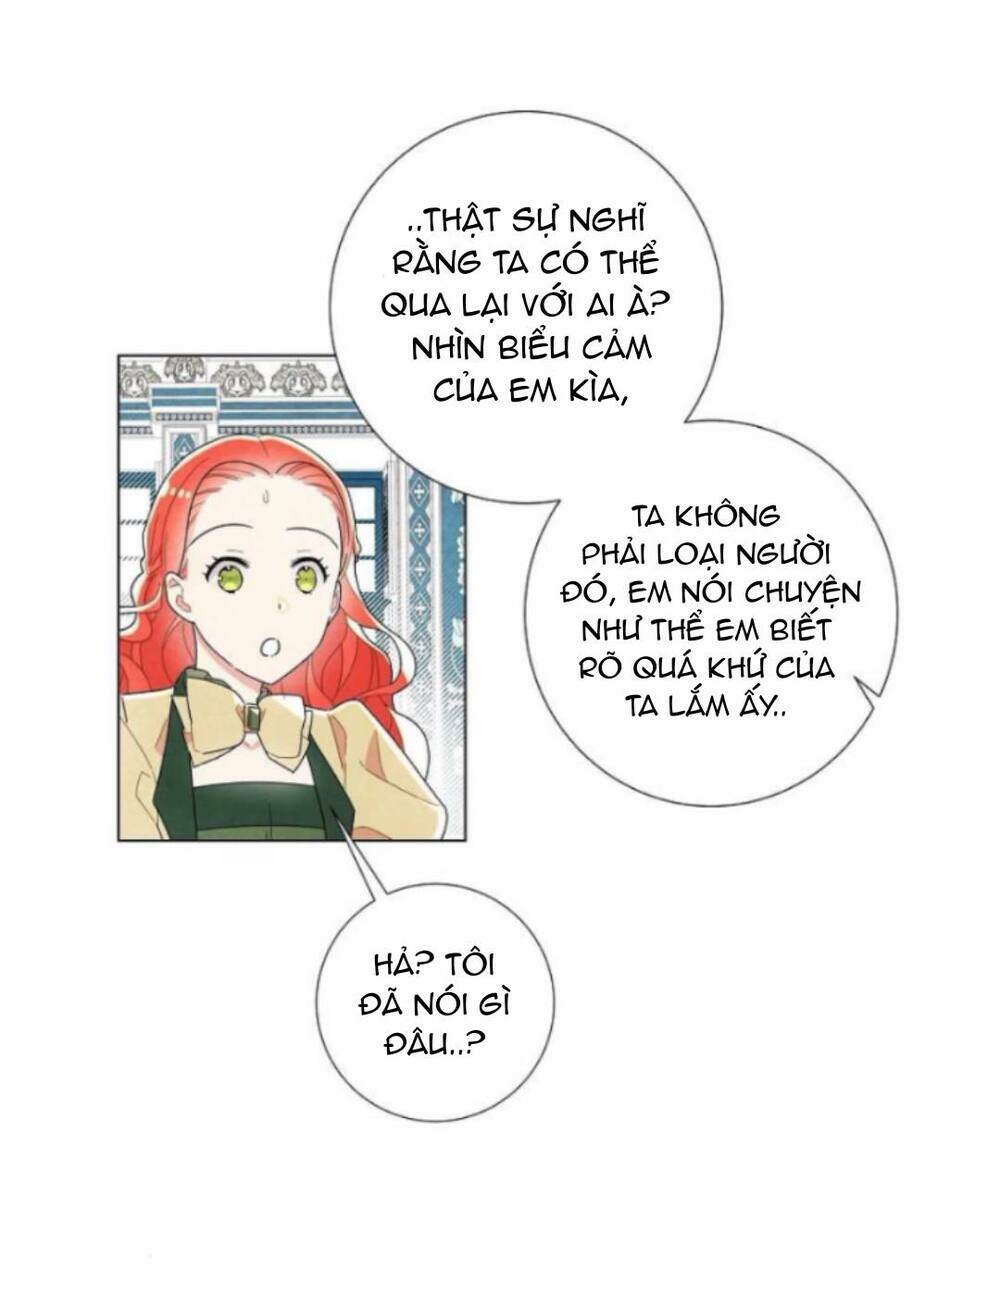 ..THẬT SỰ NGHĨ
RẰNG TA CÓ THỂ
QUA LẠI VỚI AI À?
NHÌN BIỂU CẢM
CỦA EM KÌA,
TA KHÔNG
PHẢI LOẠI NGƯỜI
ĐÓ, EM NÓI CHUYỆN
NHƯ THỂ EM BIẾT
RÕ QUÁ KHỨ CỦA
TA LẮM ẤY..
HẢ? TÔI
ĐÃ NÓI GÌ
ĐÂU..?